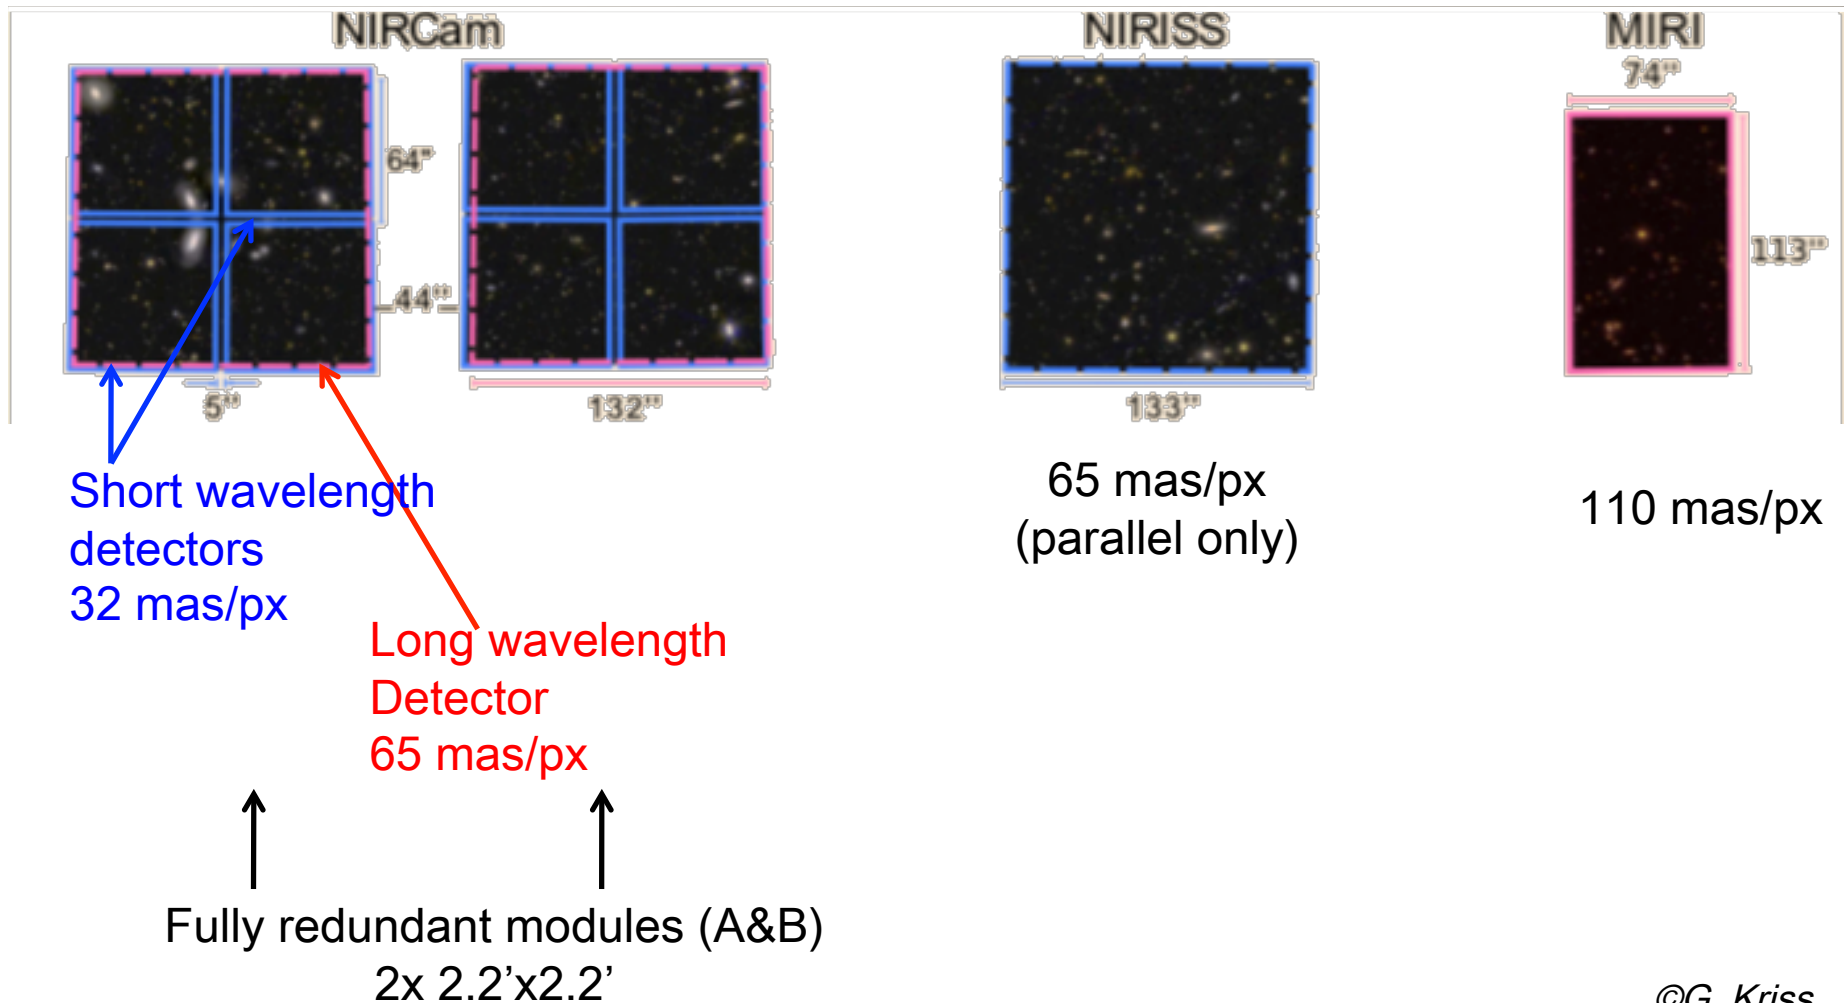 NIRCam
NIRISS
MIRI
74"
64"
113"
44"
5"
132"
133"
Short wavelength
detectors
32 mas/px
65 mas/px
(parallel only)
110 mas/px
Long wavelength
Detector
65 mas/px
Fully redundant modules (A&B)
2x 2.2’x2.2’
©G. Kriss